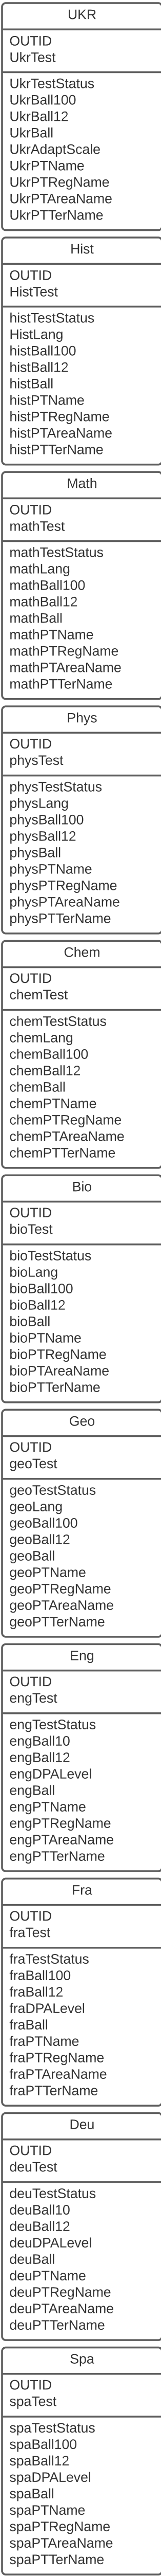 UKR
OUTID
UkrTest
UkrTestStatus
UkrBall100
UkrBall12
UkrBall
UkrAdaptScale
UkrPTName
UkrPTRegName
UkrPTAreaName
UkrPTTerName
Hist
OUTID
HistTest
histTestStatus
HistLang
histBall100
histBall12
histBall
histPTName
histPTRegName
histPTAreaName
histPTTerName
Math
OUTID
mathTest
mathTestStatus
mathLang
mathBall100
mathBall12
mathBall
mathPTName
mathPTRegName
mathPTAreaName
mathPTTerName
Phys
OUTID
physTest
physTestStatus
physLang
physBall100
physBall12
physBall
physPTName
physPTRegName
physPTAreaName
physPTTerName
Chem
OUTID
chemTest
chemTestStatus
chemLang
chemBall100
chemBall12
chemBall
chemPTName
chemPTRegName
chemPTAreaName
chemPTTerName
Bio
OUTID
bioTest
bioTestStatus
bioLang
bioBall100
bioBall12
bioBall
bioPTName
bioPTRegName
bioPTAreaName
bioPTTerName
Geo
OUTID
geoTest
geoTestStatus
geoLang
geoBall100
geoBall12
geoBall
geoPTName
geoPTRegName
geoPTAreaName
geoPTTerName
Eng
OUTID
engTest
engTestStatus
engBall10
engBall12
engDPALevel
engBall
engPTName
engPTRegName
engPTAreaName
engPTTerName
Fra
OUTID
fraTest
fraTestStatus
fraBall100
fraBall12
fraDPALevel
fraBall
fraPTName
fraPTRegName
fraPTAreaName
fraPTTerName
Deu
OUTID
deuTest
deuTestStatus
deuBall10
deuBall12
deuDPALevel
deuBall
deuPTName
deuPTRegName
deuPTAreaName
deuPTTerName
Spa
OUTID
spaTest
spaTestStatus
spaBall100
spaBall12
spaDPALevel
spaBall
spaPTName
spaPTRegName
spaPTAreaName
spaPTTerName